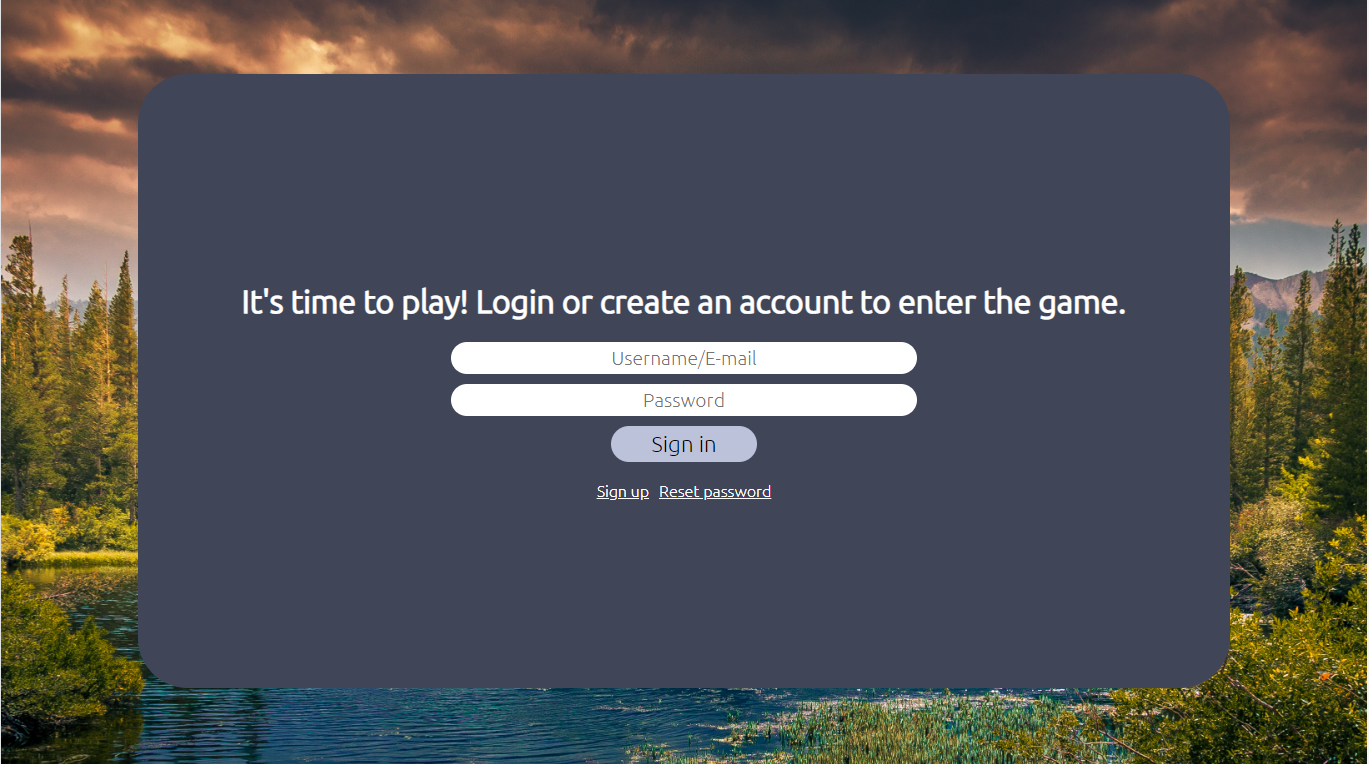 It's time to play! Login or create an account to enter the game.
Username/E-mail
Password
Sign in
Sign up Reset password